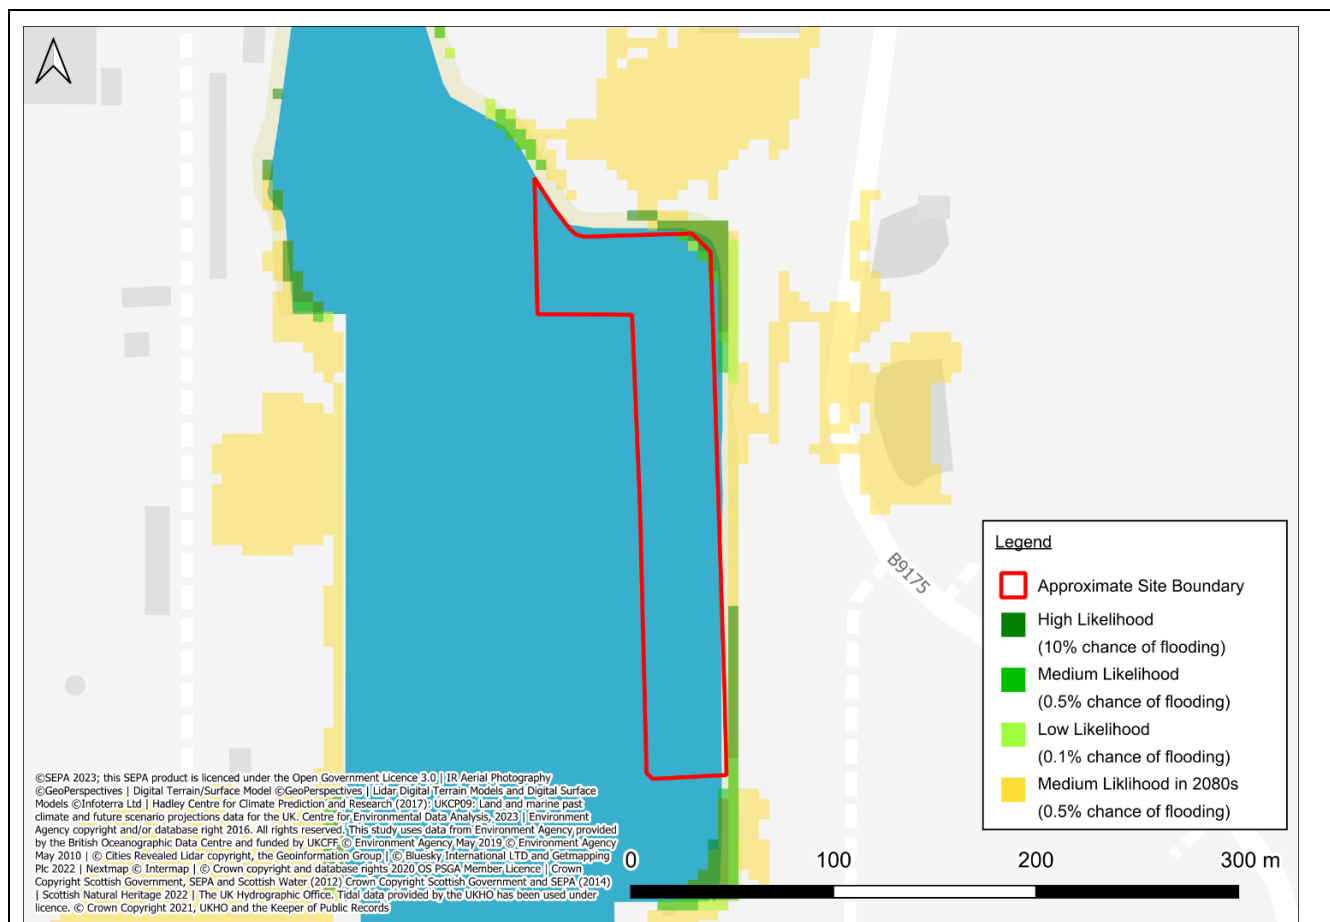 B9175
Legend
Approximate Site Boundary
High Likelihood
(10% chance of flooding)
Medium Likelihood
(0.5% chance of flooding)
Low Likelihood
(0.1% chance of flooding)
Medium Liklihood in 2080s
(0.5% chance of flooding)
©SEPA 2023; this SEPA product is licenced under the Open Government Licence 3.0 | IR Aerial Photography
©GeoPerspectives | Digital Terrain/Surface Model ©GeoPerspectives | Lidar Digital Terrain Models and Digital Surface
Models ©Infoterra Ltd | Hadley Centre for Climate Prediction and Research (2017): UKCP09: Land and marine past
climate and future scenario projections data for the UK. Centre for Environmental Data Analysis, 2023 | Environment
Agency copyright and/or database right 2016. All rights reserved. This study uses data from Environment Agency provided
by the British Oceanographic Data Centre and funded by UKCFF © Environment Agency May 2019 © Environment Agency
May 2010 | © Cities Revealed Lidar copyright, the Geoinformation Group | © Bluesky International LTD and Getmapping
Plc 2022 | Nextmap © Intermap | © Crown copyright and database rights 2020 OS PSGA Member Licence | Crown
Copyright Scottish Government, SEPA and Scottish Water (2012) Crown Copyright Scottish Government and SEPA (2014)
| Scottish Natural Heritage 2022 | The UK Hydrographic Office. Tidal data provided by the UKHO has been used under
licence. © Crown Copyright 2021, UKHO and the Keeper of Public Records
0 100 200 300 m